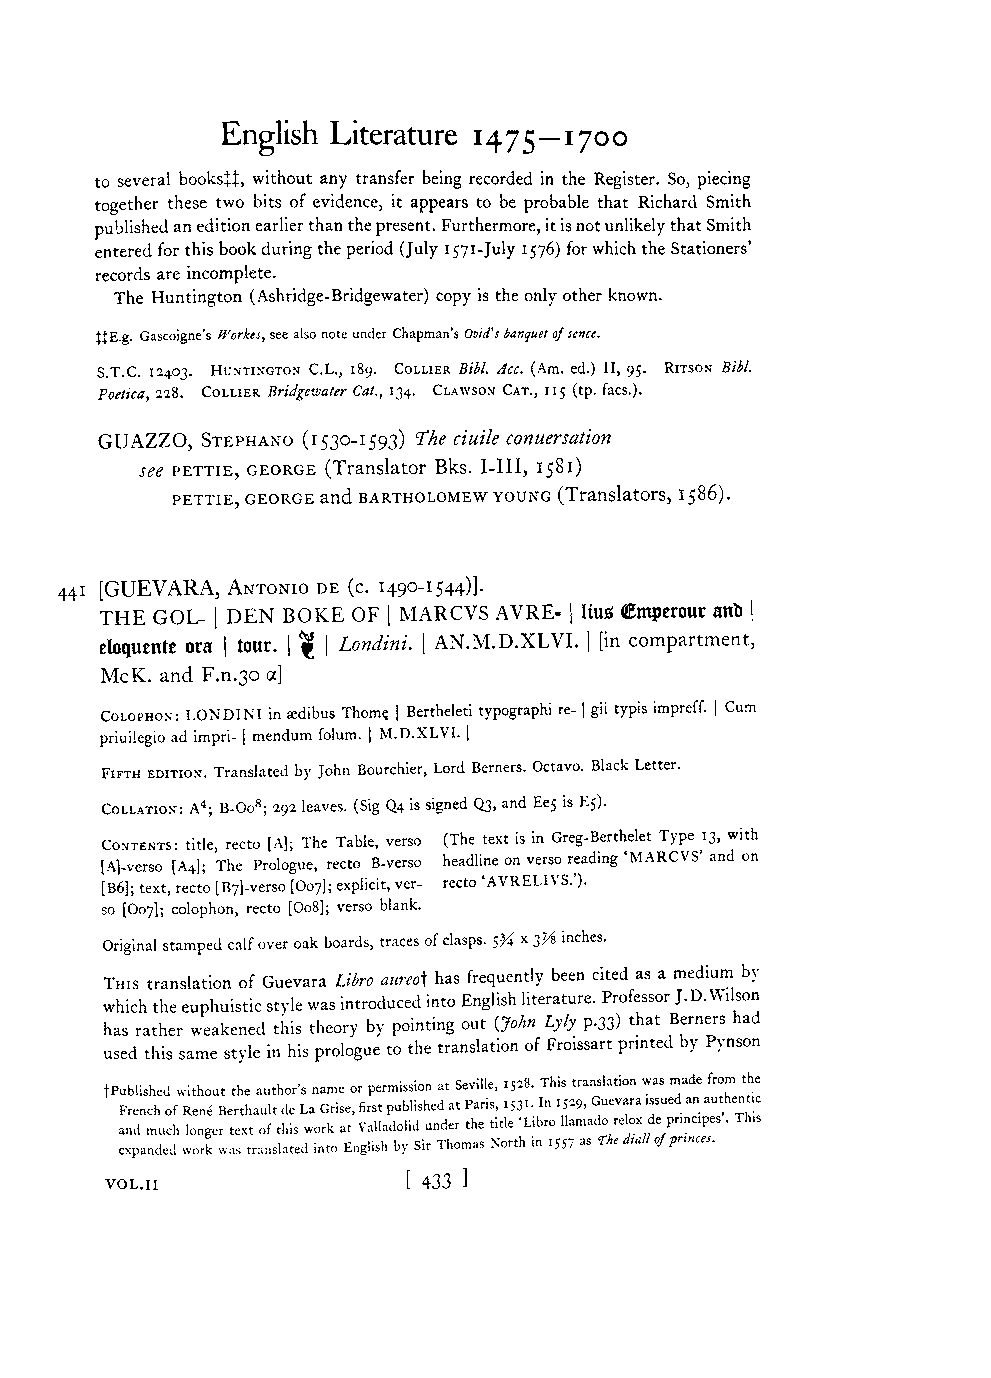 English Literature 1475–1700
to several books‡‡, without any transfer being recorded in the Register. So, piecing
together these two bits of evidence, it appears to be probable that Richard Smith
published an edition earlier than the present. Furthermore, it is not unlikely that Smith
entered for this book during the period (July 1571-July 1576) for which the Stationers'
records are incomplete.
The Huntington (Ashridge-Bridgewater) copy is the only other known.
‡‡E.g. Gascoigne's Workes, see also note under Chapman's Ovid's banquet of sence.
S.T.C. 12403. HUNTINGTON C.L., 189. COLLIER Bibl. Acc. (Am. ed.) II, 95. RITSON Bibl.
Poetica, 228. COLLIER Bridgewater Cat., 134. CLAWSON CAT., 115 (tp. facs.).
GUAZZO, STEPHANO (1530-1593) The ciuile conuersation
see PETTIE, GEORGE (Translator Bks. I-III, 1581)
PETTIE, GEORGE and BARTHOLOMEW YOUNG (Translators, 1586).
441 [GUEVARA, ANTONIO DE (c. 1490-1544)].
THE GOL- | DEN BOKE OF | MARCVS AVRE- | lius Emperour and |
eloquente ora | tour. | ❦ | Londini. | AN.M.D.XLVI. | [in compartment,
McK. and F.n.30 α]
COLOPHON: LONDINI in ædibus Thomę | Bertheleti typographi re- | gii typis impreſſ. | Cum
priuilegio ad impri- | mendum ſolum. | M.D.XLVI. |
FIFTH EDITION. Translated by John Bourchier, Lord Berners. Octavo. Black Letter.
COLLATION: A⁴; B-Oo⁸; 292 leaves. (Sig Q4 is signed Q3, and Ee5 is E5).
CONTENTS: title, recto [A]; The Table, verso
[A]-verso [A4]; The Prologue, recto B-verso
[B6]; text, recto [B7]-verso [Oo7]; explicit, ver-
so [Oo7]; colophon, recto [Oo8]; verso blank.
(The text is in Greg-Berthelet Type 13, with
headline on verso reading 'MARCVS' and on
recto 'AVRELIVS.').
Original stamped calf over oak boards, traces of clasps. 5¾ x 3⅞ inches.
THIS translation of Guevara Libro aureo† has frequently been cited as a medium by
which the euphuistic style was introduced into English literature. Professor J.D.Wilson
has rather weakened this theory by pointing out (John Lyly p.33) that Berners had
used this same style in his prologue to the translation of Froissart printed by Pynson
†Published without the author's name or permission at Seville, 1528. This translation was made from the
French of René Berthault de La Grise, first published at Paris, 1531. In 1529, Guevara issued an authentic
and much longer text of this work at Valladolid under the title 'Libro llamado relox de principes'. This
expanded work was translated into English by Sir Thomas North in 1557 as The diall of princes.
VOL.II [ 433 ]